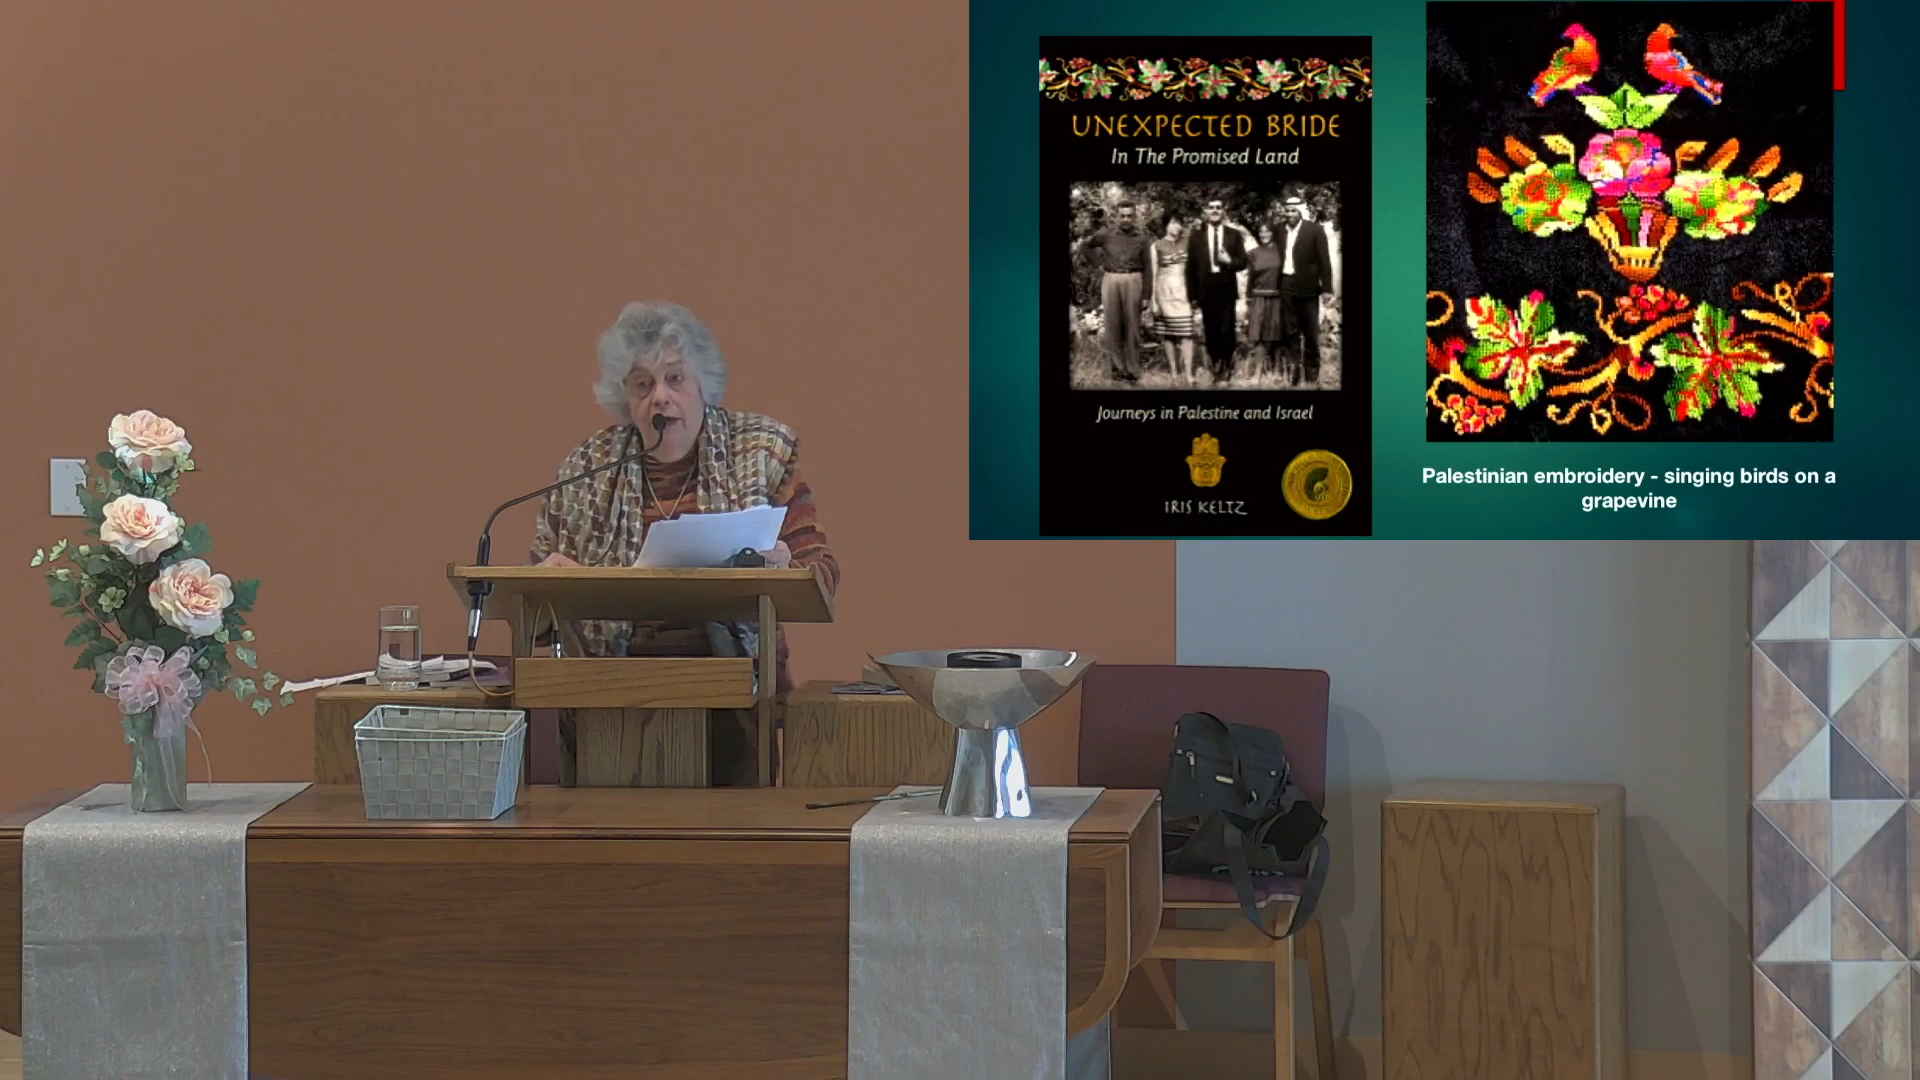 UNEXPECTED BRIDE
In The Promised Land
Journeys in Palestine and Israel
IRIS KELTZ
Palestinian embroidery - singing birds on a
grapevine